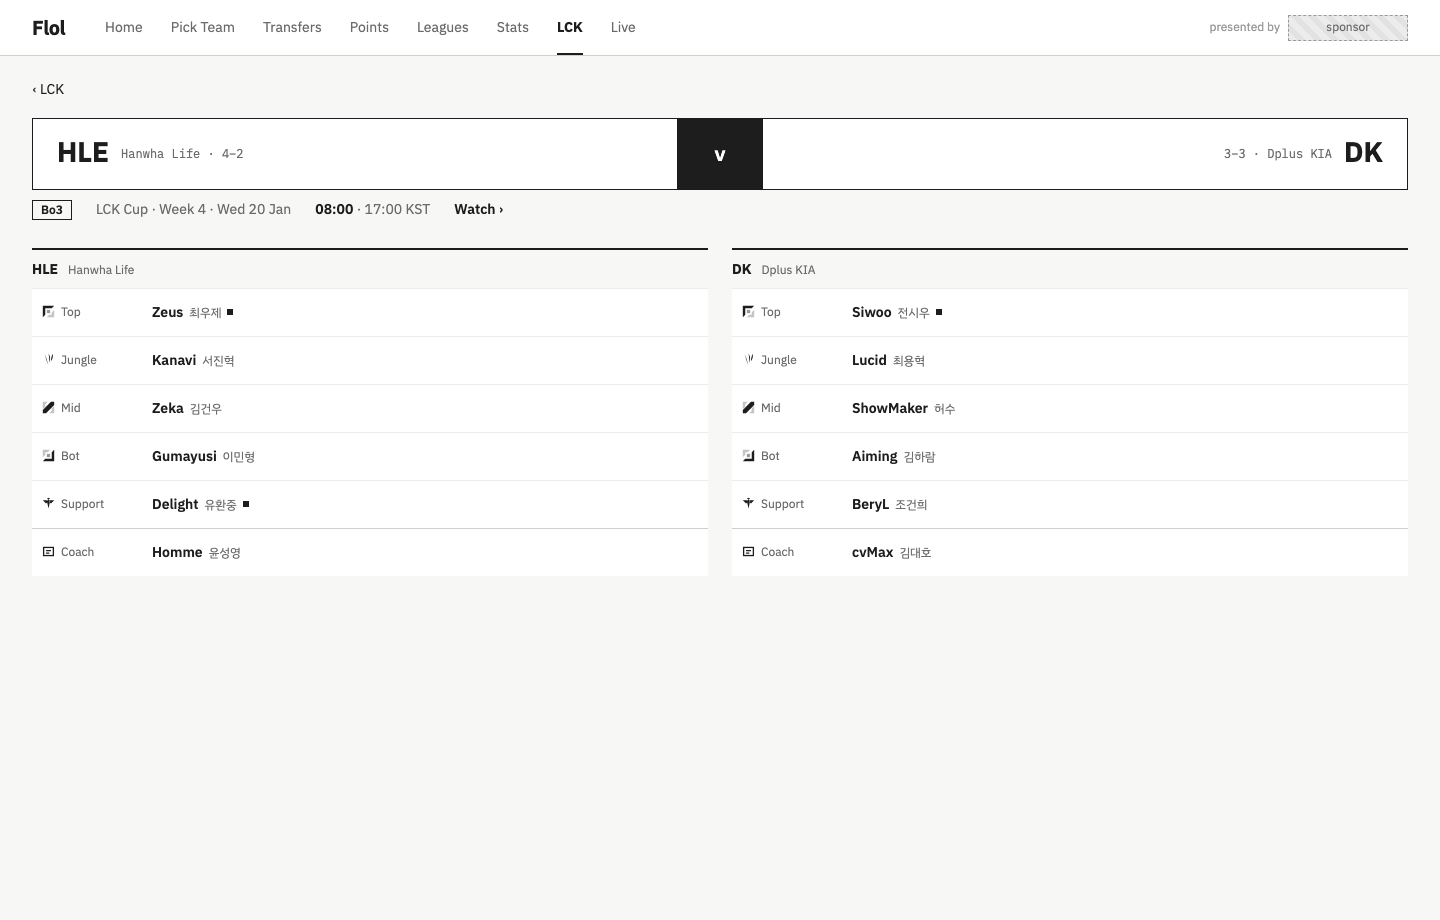 Flol Home Pick Team Transfers Points Leagues Stats LCK Live presented by sponsor
‹ LCK
HLE Hanwha Life · 4–2 v 3–3 · Dplus KIA DK
Bo3 LCK Cup · Week 4 · Wed 20 Jan 08:00 · 17:00 KST Watch ›
HLE Hanwha Life
Top Zeus 최우제
Jungle Kanavi 서진혁
Mid Zeka 김건우
Bot Gumayusi 이민형
Support Delight 유환중
Coach Homme 윤성영
DK Dplus KIA
Top Siwoo 전시우
Jungle Lucid 최용혁
Mid ShowMaker 허수
Bot Aiming 김하람
Support BeryL 조건희
Coach cvMax 김대호